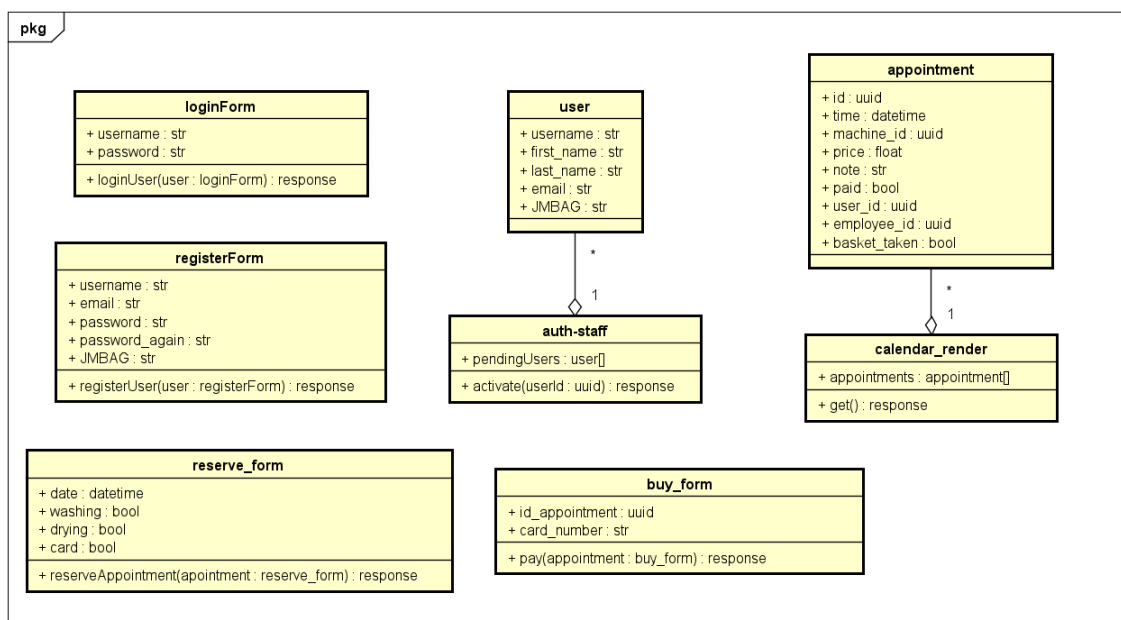 pkg
loginForm
+ username : str
+ password : str
+ loginUser(user : loginForm) : response
user
+ username : str
+ first_name : str
+ last_name : str
+ email : str
+ JMBAG : str
appointment
+ id : uuid
+ time : datetime
+ machine_id : uuid
+ price : float
+ note : str
+ paid : bool
+ user_id : uuid
+ employee_id : uuid
+ basket_taken : bool
registerForm
+ username : str
+ email : str
+ password : str
+ password_again : str
+ JMBAG : str
+ registerUser(user : registerForm) : response
*
1
auth-staff
+ pendingUsers : user[]
+ activate(userId : uuid) : response
*
1
calendar_render
+ appointments : appointment[]
+ get() : response
reserve_form
+ date : datetime
+ washing : bool
+ drying : bool
+ card : bool
+ reserveAppointment(apointment : reserve_form) : response
buy_form
+ id_appointment : uuid
+ card_number : str
+ pay(appointment : buy_form) : response